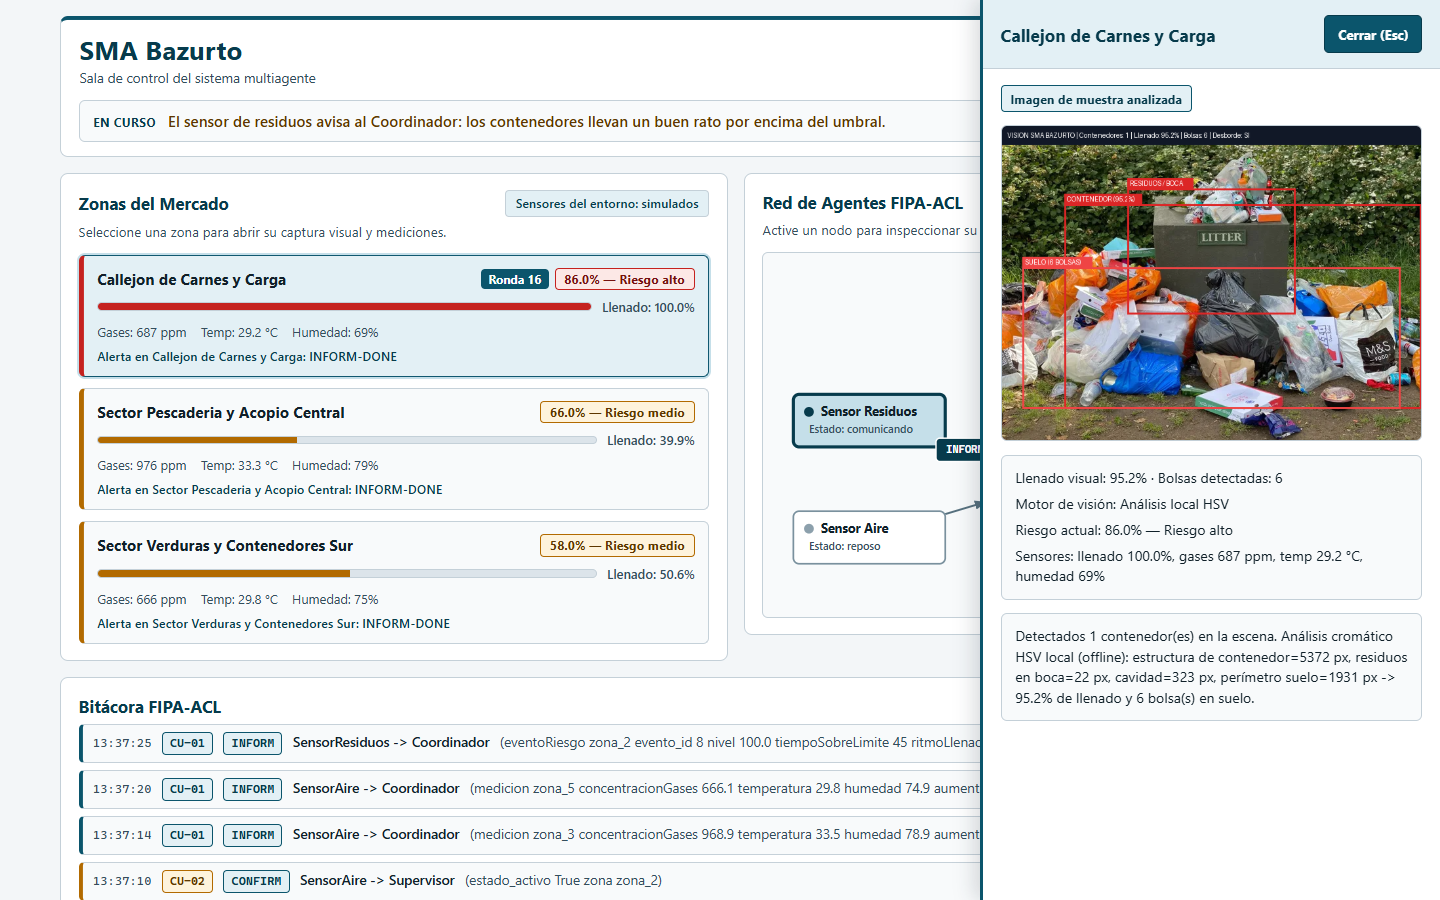 SMA Bazurto
Sala de control del sistema multiagente
EN CURSO El sensor de residuos avisa al Coordinador: los contenedores llevan un buen rato por encima del umbral.
Zonas del Mercado
Sensores del entorno: simulados
Seleccione una zona para abrir su captura visual y mediciones.
Callejon de Carnes y Carga
Ronda 16
86.0% — Riesgo alto
Llenado: 100.0%
Gases: 687 ppm Temp: 29.2 °C Humedad: 69%
Alerta en Callejon de Carnes y Carga: INFORM-DONE
Sector Pescaderia y Acopio Central
66.0% — Riesgo medio
Llenado: 39.9%
Gases: 976 ppm Temp: 33.3 °C Humedad: 79%
Alerta en Sector Pescaderia y Acopio Central: INFORM-DONE
Sector Verduras y Contenedores Sur
58.0% — Riesgo medio
Llenado: 50.6%
Gases: 666 ppm Temp: 29.8 °C Humedad: 75%
Alerta en Sector Verduras y Contenedores Sur: INFORM-DONE
Red de Agentes FIPA-ACL
Active un nodo para inspeccionar su
Sensor Residuos
Estado: comunicando
INFORM
Sensor Aire
Estado: reposo
Bitácora FIPA-ACL
13:37:25 CU-01 INFORM SensorResiduos -> Coordinador (eventoRiesgo zona_2 evento_id 8 nivel 100.0 tiempoSobreLimite 45 ritmoLlenad
13:37:20 CU-01 INFORM SensorAire -> Coordinador (medicion zona_5 concentracionGases 666.1 temperatura 29.8 humedad 74.9 aument
13:37:14 CU-01 INFORM SensorAire -> Coordinador (medicion zona_3 concentracionGases 968.9 temperatura 33.5 humedad 78.9 aument
13:37:10 CU-02 CONFIRM SensorAire -> Supervisor (estado_activo True zona zona_2)
Callejon de Carnes y Carga
Cerrar (Esc)
Imagen de muestra analizada
VISION SMA BAZURTO | Contenedores: 1 | Llenado: 95.2% | Bolsas: 6 | Desborde: SI
RESIDUOS / BOCA
CONTENEDOR (95.2%)
LITTER
SUELO (6 BOLSAS)
M&S
FOOD
Llenado visual: 95.2% · Bolsas detectadas: 6
Motor de visión: Análisis local HSV
Riesgo actual: 86.0% — Riesgo alto
Sensores: llenado 100.0%, gases 687 ppm, temp 29.2 °C,
humedad 69%
Detectados 1 contenedor(es) en la escena. Análisis cromático
HSV local (offline): estructura de contenedor=5372 px, residuos
en boca=22 px, cavidad=323 px, perímetro suelo=1931 px ->
95.2% de llenado y 6 bolsa(s) en suelo.